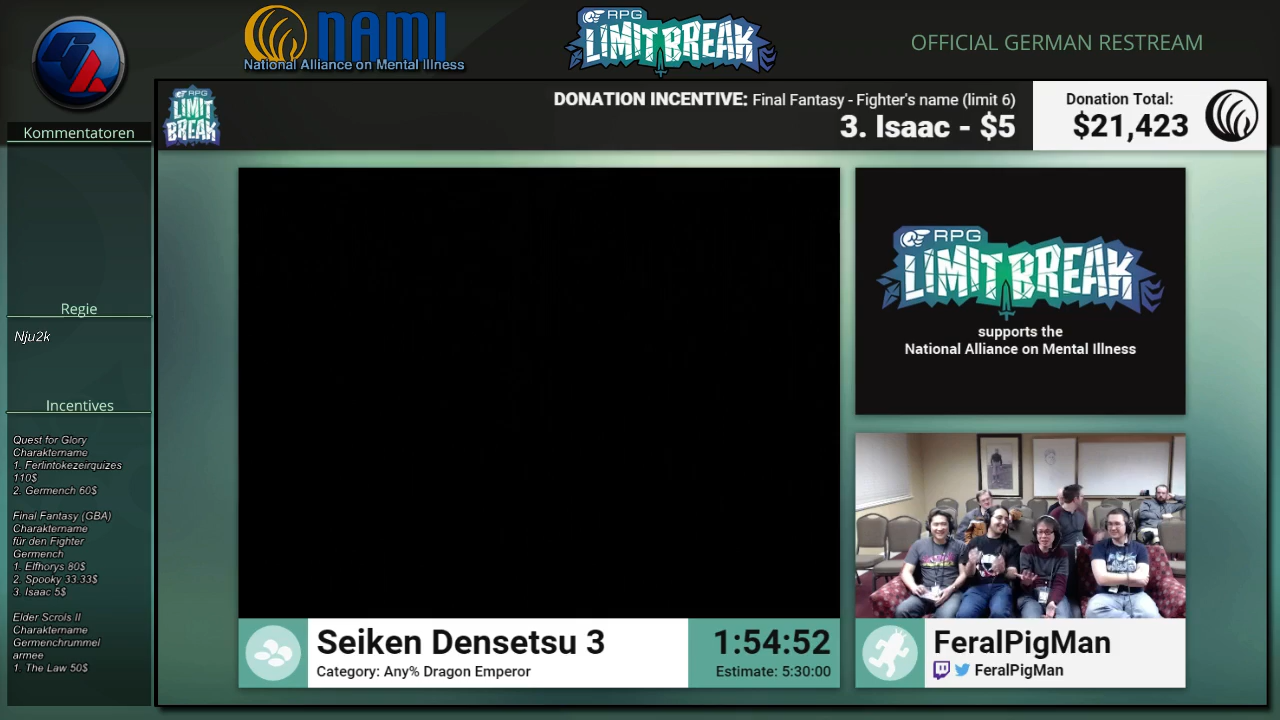 NAMI
National Alliance on Mental Illness
RPG
LIMIT BREAK
OFFICIAL GERMAN RESTREAM
Kommentatoren
Regie
Nju2k
Incentives
Quest for Glory
Charaktername
1. Ferlintokezeirquizes
110$
2. Germench 60$
Final Fantasy (GBA)
Charaktername
für den Fighter
Germench
1. Elfhorys 80$
2. Spooky 33.33$
3. Isaac 5$
Elder Scrolls II
Charaktername
Germenchrummel
armee
1. The Law 50$
RPG
LIMIT
BREAK
DONATION INCENTIVE: Final Fantasy - Fighter's name (limit 6)
3. Isaac - $5
Donation Total:
$21,423
RPG
LIMIT BREAK
supports the
National Alliance on Mental Illness
Seiken Densetsu 3
Category: Any% Dragon Emperor
1:54:52
Estimate: 5:30:00
FeralPigMan
FeralPigMan